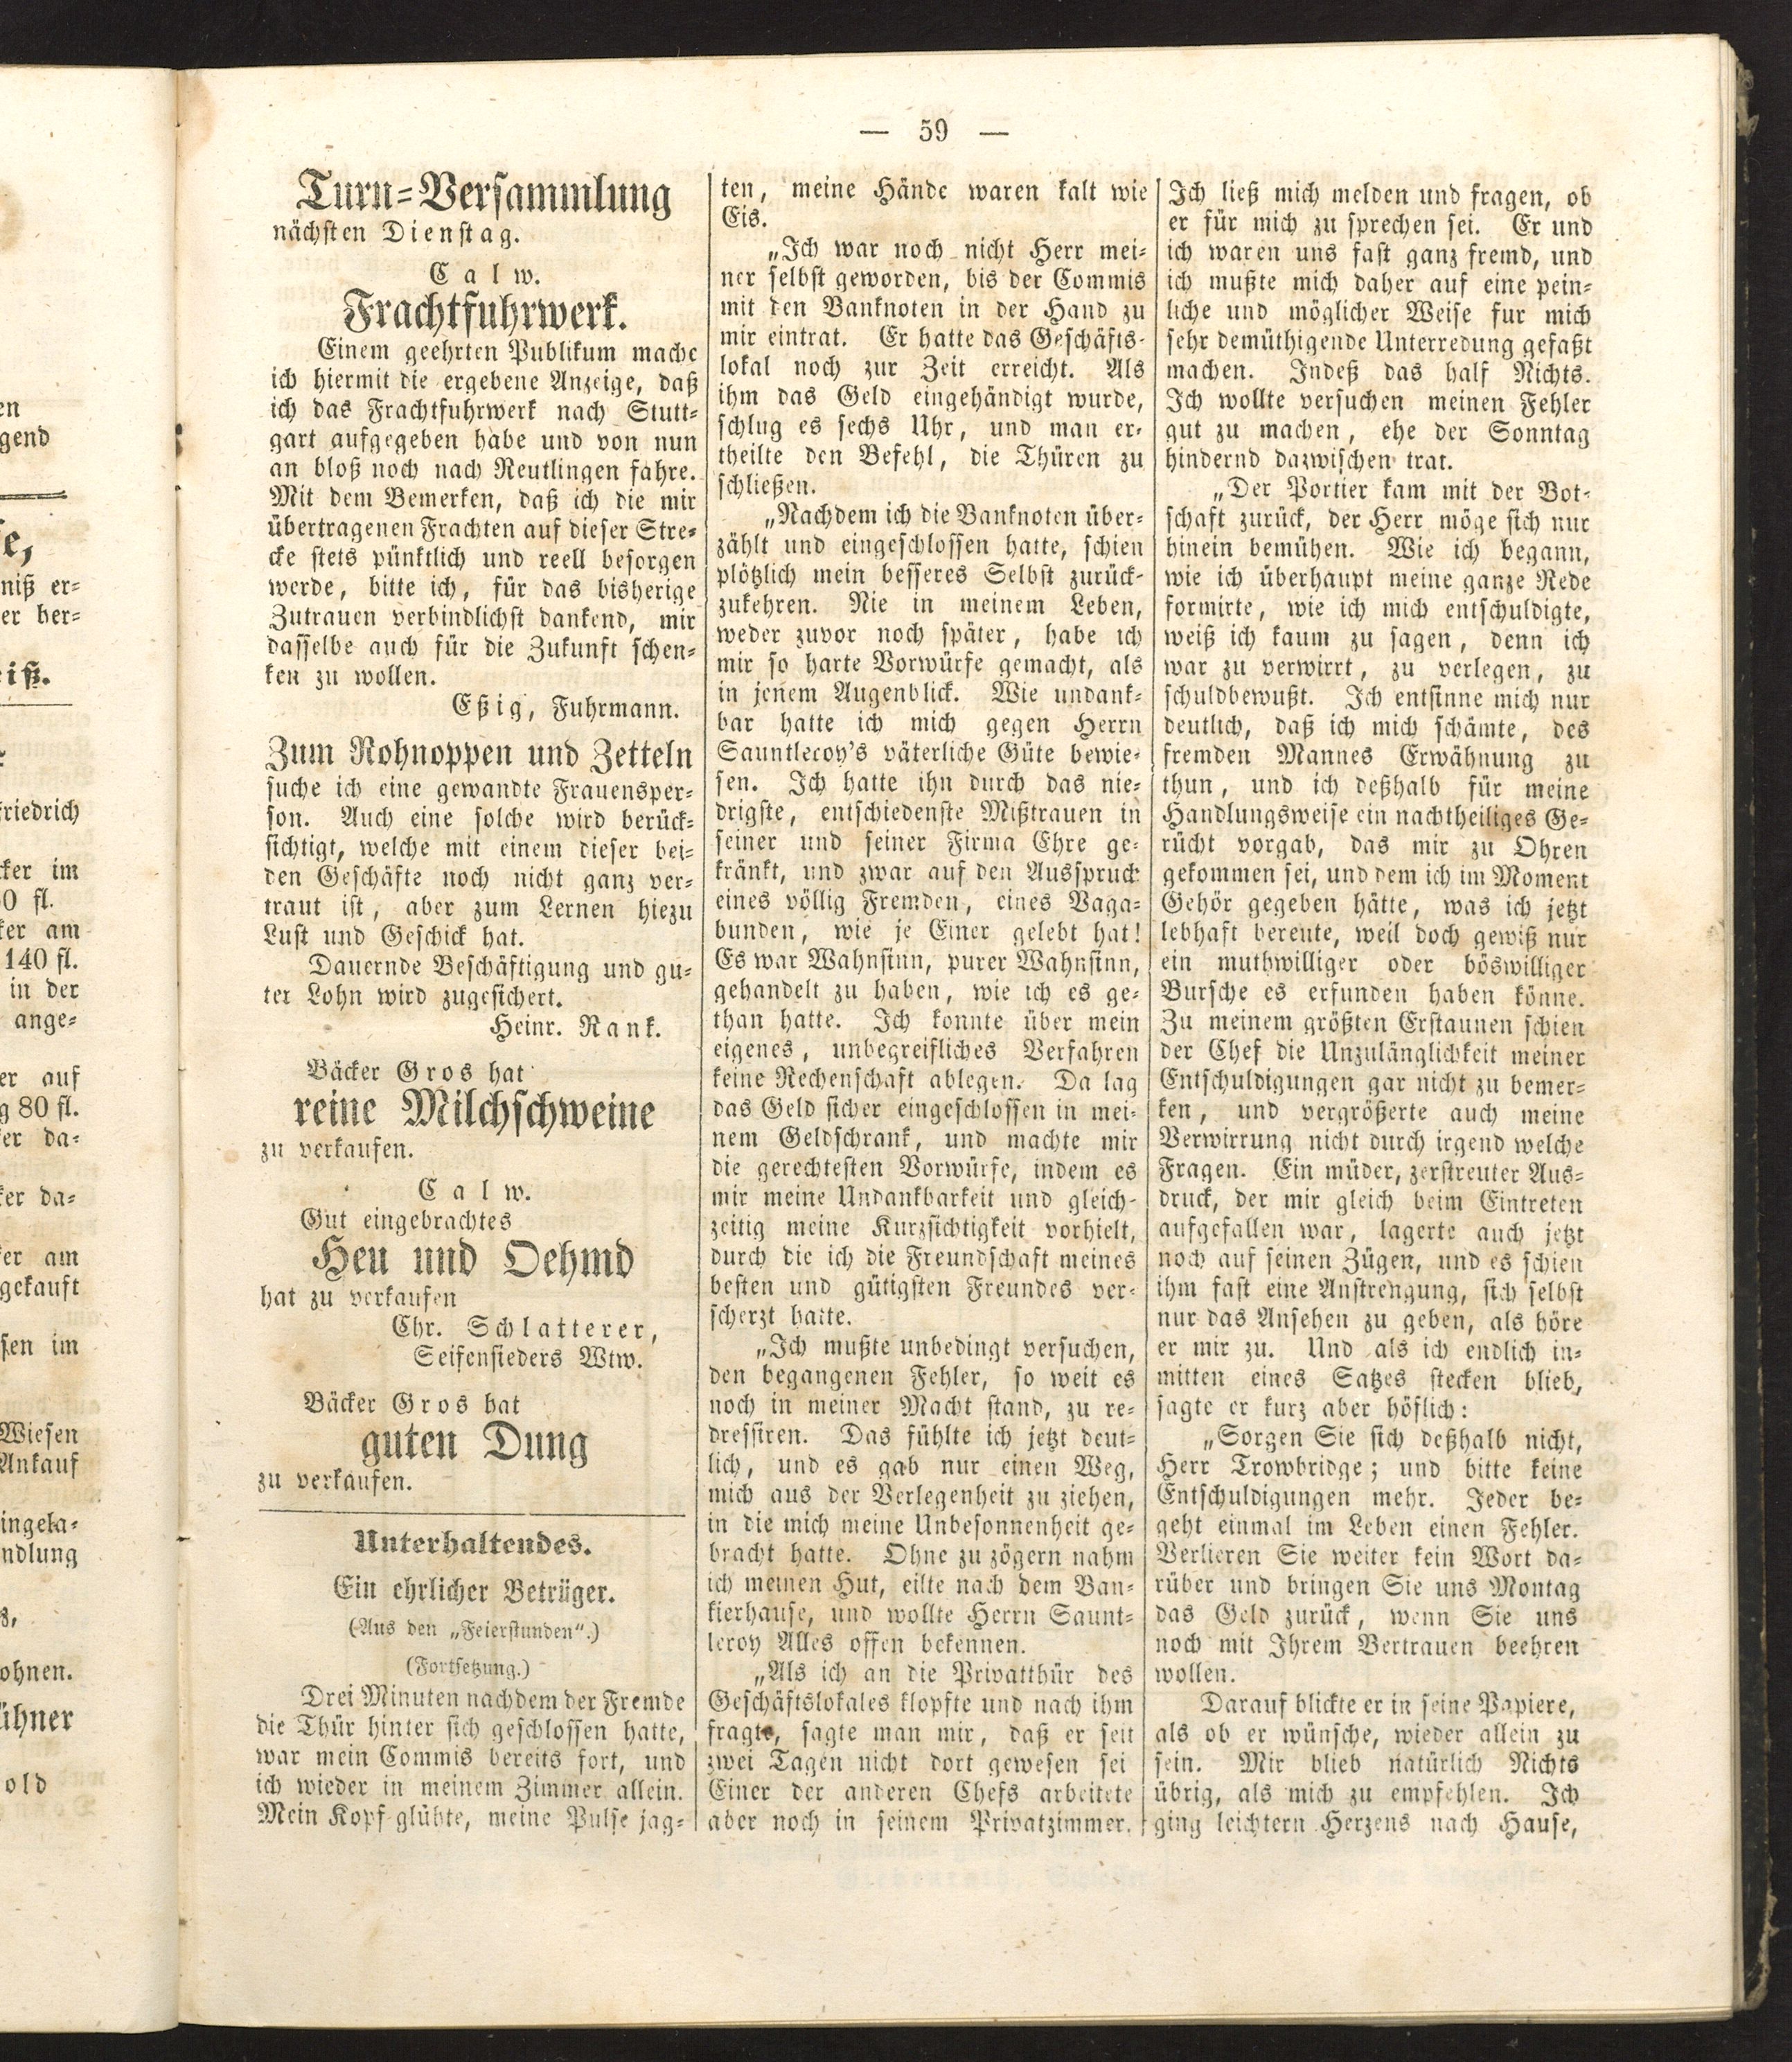 — 59 —
Turn-Versammlung
nächsten Dienstag.
Calw.
Frachtfuhrwerk.
Einem geehrten Publikum mache
ich hiermit die ergebene Anzeige, daß
ich das Frachtfuhrwerk nach Stutt-
gart aufgegeben habe und von nun
an bloß noch nach Reutlingen fahre.
Mit dem Bemerken, daß ich die mir
übertragenen Frachten auf dieser Stre-
cke stets pünktlich und reell besorgen
werde, bitte ich, für das bisherige
Zutrauen verbindlichst dankend, mir
dasselbe auch für die Zukunft schen-
ken zu wollen.
Eßig, Fuhrmann.
Zum Rohnoppen und Zetteln
suche ich eine gewandte Frauensper-
son. Auch eine solche wird berück-
sichtigt, welche mit einem dieser bei-
den Geschäfte noch nicht ganz ver-
traut ist, aber zum Lernen hiezu
Lust und Geschick hat.
Dauernde Beschäftigung und gu-
ter Lohn wird zugesichert.
Heinr. Rank.
Bäcker Gros hat
reine Milchschweine
zu verkaufen.
Calw.
Gut eingebrachtes
Heu und Oehmd
hat zu verkaufen
Chr. Schlatterer,
Seifensieders Wtw.
Bäcker Gros hat
guten Dung
zu verkaufen.
Unterhaltendes.
Ein ehrlicher Betrüger.
(Aus den „Feierstunden“.)
(Fortsetzung.)
Drei Minuten nachdem der Fremde
die Thür hinter sich geschlossen hatte,
war mein Commis bereits fort, und
ich wieder in meinem Zimmer allein.
Mein Kopf glühte, meine Pulse jag-
ten, meine Hände waren kalt wie
Eis.
„Ich war noch nicht Herr mei-
ner selbst geworden, bis der Commis
mit den Banknoten in der Hand zu
mir eintrat. Er hatte das Geschäfts-
lokal noch zur Zeit erreicht. Als
ihm das Geld eingehändigt wurde,
schlug es sechs Uhr, und man er-
theilte den Befehl, die Thüren zu
schließen.
„Nachdem ich die Banknoten über-
zählt und eingeschlossen hatte, schien
plötzlich mein besseres Selbst zurück-
zukehren. Nie in meinem Leben,
weder zuvor noch später, habe ich
mir so harte Vorwürfe gemacht, als
in jenem Augenblick. Wie undank-
bar hatte ich mich gegen Herrn
Sauntlecoy's väterliche Güte bewie-
sen. Ich hatte ihn durch das nie-
drigste, entschiedenste Mißtrauen in
seiner und seiner Firma Ehre ge-
kränkt, und zwar auf den Ausspruch
eines völlig Fremden, eines Vaga-
bunden, wie je Einer gelebt hat!
Es war Wahnsinn, purer Wahnsinn,
gehandelt zu haben, wie ich es ge-
than hatte. Ich konnte über mein
eigenes, unbegreifliches Verfahren
keine Rechenschaft ablegen. Da lag
das Geld sicher eingeschlossen in mei-
nem Geldschrank, und machte mir
die gerechtesten Vorwürfe, indem es
mir meine Undankbarkeit und gleich-
zeitig meine Kurzsichtigkeit vorhielt,
durch die ich die Freundschaft meines
besten und gütigsten Freundes ver-
scherzt hatte.
„Ich mußte unbedingt versuchen,
den begangenen Fehler, so weit es
noch in meiner Macht stand, zu re-
dressiren. Das fühlte ich jetzt deut-
lich, und es gab nur einen Weg,
mich aus der Verlegenheit zu ziehen,
in die mich meine Unbesonnenheit ge-
bracht hatte. Ohne zu zögern nahm
ich meinen Hut, eilte nach dem Ban-
kierhause, und wollte Herrn Saunt-
leroy Alles offen bekennen.
„Als ich an die Privatthür des
Geschäftslokales klopfte und nach ihm
fragte, sagte man mir, daß er seit
zwei Tagen nicht dort gewesen sei
Einer der anderen Chefs arbeitete
aber noch in seinem Privatzimmer.
Ich ließ mich melden und fragen, ob
er für mich zu sprechen sei. Er und
ich waren uns fast ganz fremd, und
ich mußte mich daher auf eine pein-
liche und möglicher Weise fur mich
sehr demüthigende Unterredung gefaßt
machen. Indeß das half Nichts.
Ich wollte versuchen meinen Fehler
gut zu machen, ehe der Sonntag
hindernd dazwischen trat.
„Der Portier kam mit der Bot-
schaft zurück, der Herr möge sich nur
hinein bemühen. Wie ich begann,
wie ich überhaupt meine ganze Rede
formirte, wie ich mich entschuldigte,
weiß ich kaum zu sagen, denn ich
war zu verwirrt, zu verlegen, zu
schuldbewußt. Ich entsinne mich nur
deutlich, daß ich mich schämte, des
fremden Mannes Erwähnung zu
thun, und ich deßhalb für meine
Handlungsweise ein nachtheiliges Ge-
rücht vorgab, das mir zu Ohren
gekommen sei, und dem ich im Moment
Gehör gegeben hätte, was ich jetzt
lebhaft bereute, weil doch gewiß nur
ein muthwilliger oder böswilliger
Bursche es erfunden haben könne.
Zu meinem größten Erstaunen schien
der Chef die Unzulänglichkeit meiner
Entschuldigungen gar nicht zu bemer-
ken, und vergrößerte auch meine
Verwirrung nicht durch irgend welche
Fragen. Ein müder, zerstreuter Aus-
druck, der mir gleich beim Eintreten
aufgefallen war, lagerte auch jetzt
noch auf seinen Zügen, und es schien
ihm fast eine Anstrengung, sich selbst
nur das Ansehen zu geben, als höre
er mir zu. Und als ich endlich in-
mitten eines Satzes stecken blieb,
sagte er kurz aber höflich:
„Sorgen Sie sich deßhalb nicht,
Herr Trowbridge; und bitte keine
Entschuldigungen mehr. Jeder be-
geht einmal im Leben einen Fehler.
Verlieren Sie weiter kein Wort da-
rüber und bringen Sie uns Montag
das Geld zurück, wenn Sie uns
noch mit Ihrem Vertrauen beehren
wollen.
Darauf blickte er in seine Papiere,
als ob er wünsche, wieder allein zu
sein. Mir blieb natürlich Nichts
übrig, als mich zu empfehlen. Ich
ging leichtern Herzens nach Hause,